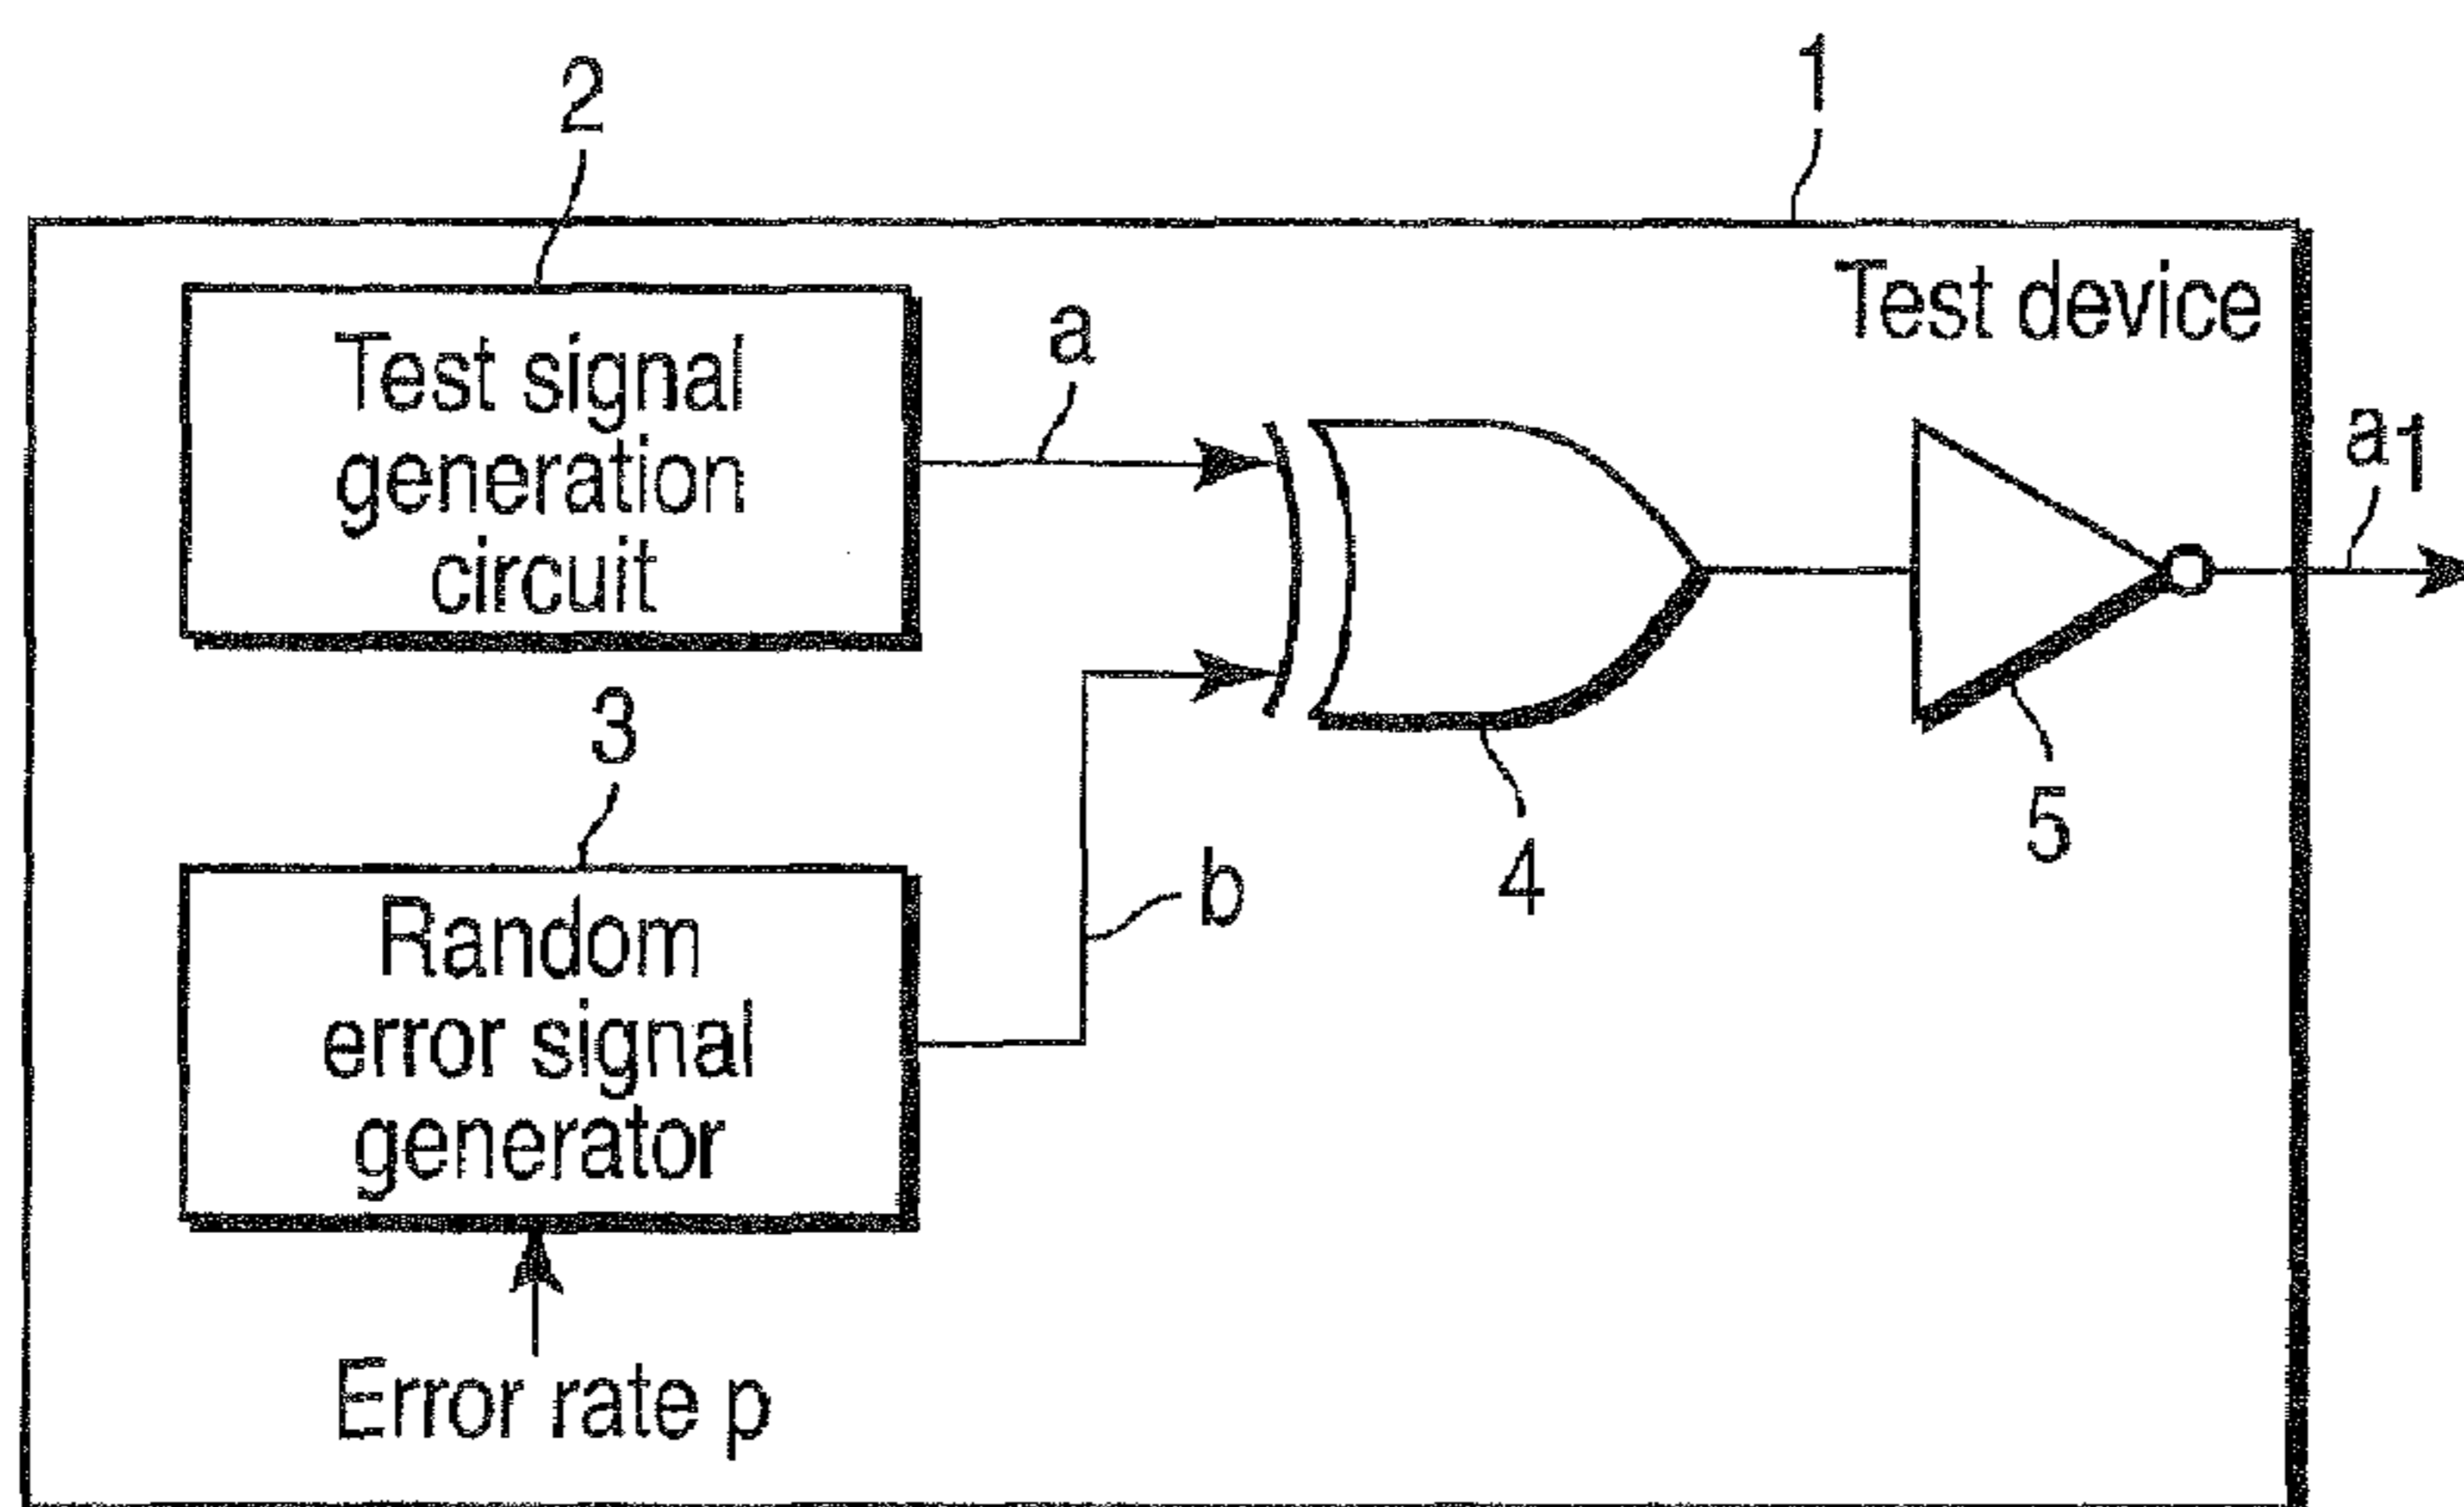 1
2
Test device
Test signal
generation
circuit
a
a1
3
4
5
b
Random
error signal
generator
Error rate p